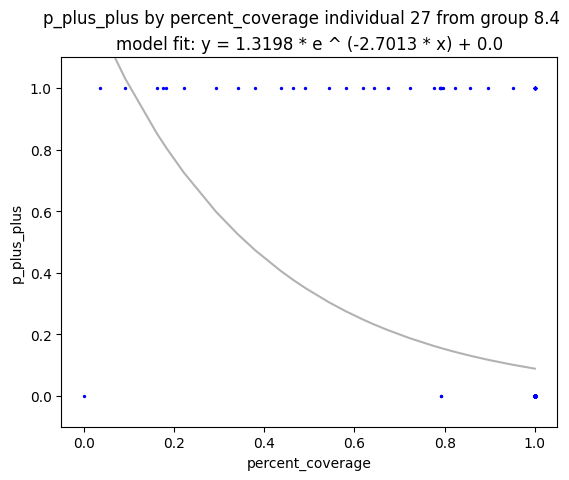 p_plus_plus by percent_coverage individual 27 from group 8.4
model fit: y = 1.3198 * e ^ (-2.7013 * x) + 0.0
1.0
0.8
0.6
0.4
0.2
0.0
p_plus_plus
0.0 0.2 0.4 0.6 0.8 1.0
percent_coverage